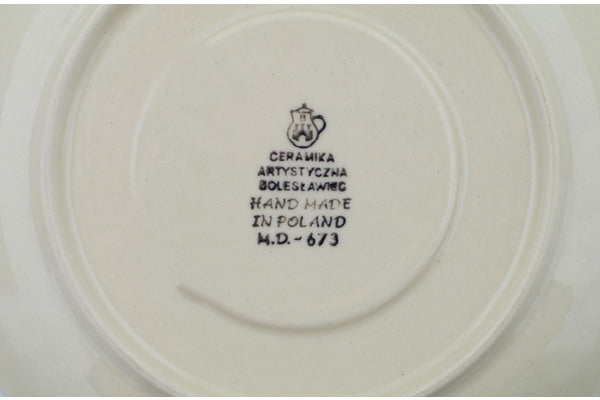 B
CERAMIKA
ARTYSTYCZNA
BOLESŁAWIEC
HAND MADE
IN POLAND
M.D.-673